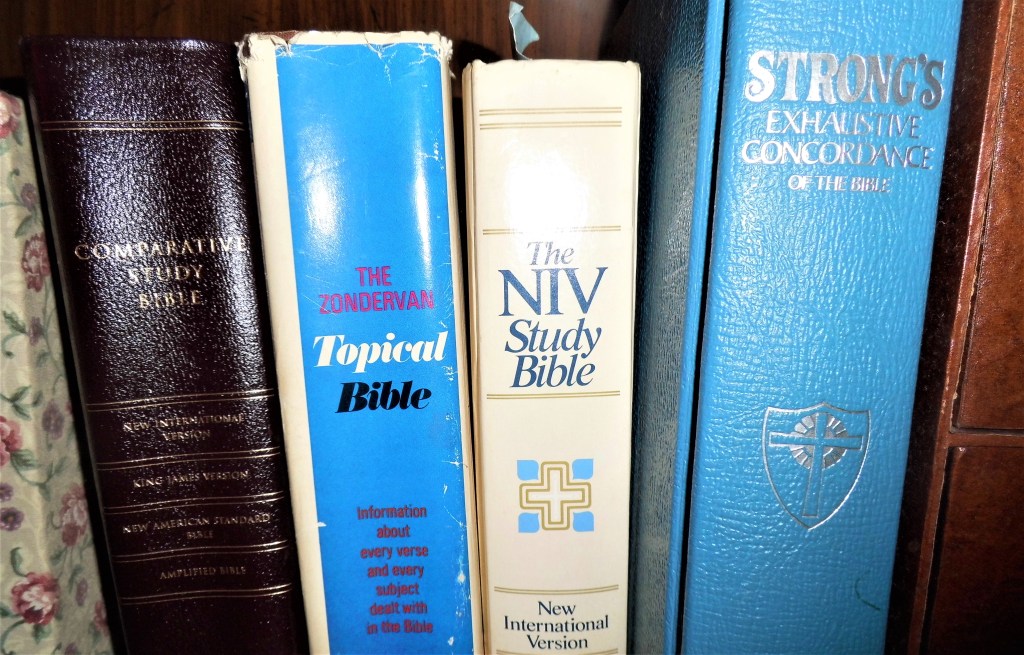 COMPARATIVE
STUDY
BIBLE
NEW INTERNATIONAL
VERSION
KING JAMES VERSION
NEW AMERICAN STANDARD
BIBLE
AMPLIFIED BIBLE
THE
ZONDERVAN
Topical
Bible
Information
about
every verse
and every
subject
dealt with
in the Bible
The
NIV
Study
Bible
New
International
Version
STRONG'S
EXHAUSTIVE
CONCORDANCE
OF THE BIBLE